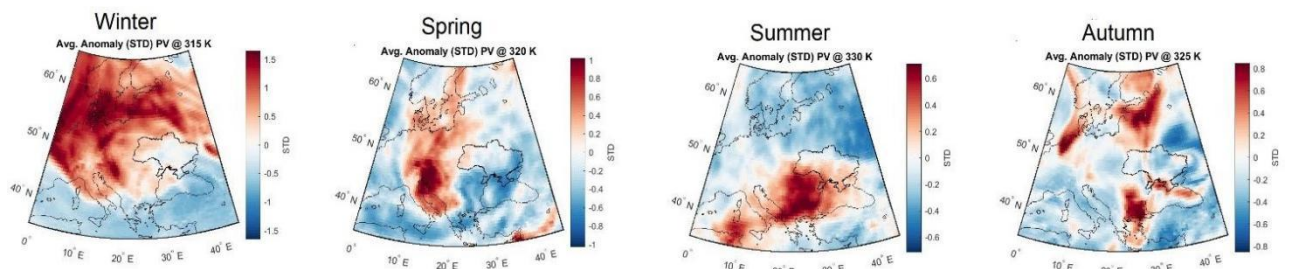 Winter
Avg. Anomaly (STD) PV @ 315 K
60° N
50° N
40° N
0°
10° E
20° E
30° E
40° E
1.5
1
0.5
0
-0.5
-1
-1.5
STD
Spring
Avg. Anomaly (STD) PV @ 320 K
60° N
50° N
40° N
0°
10° E
20° E
30° E
40° E
1
0.8
0.6
0.4
0.2
0
-0.2
-0.4
-0.6
-0.8
-1
STD
Summer
Avg. Anomaly (STD) PV @ 330 K
60° N
50° N
40° N
0°
10° E
20° E
30° E
40° E
0.6
0.4
0.2
0
-0.2
-0.4
-0.6
STD
Autumn
Avg. Anomaly (STD) PV @ 325 K
60° N
50° N
40° N
0°
10° E
20° E
30° E
40° E
0.8
0.6
0.4
0.2
0
-0.2
-0.4
-0.6
-0.8
STD